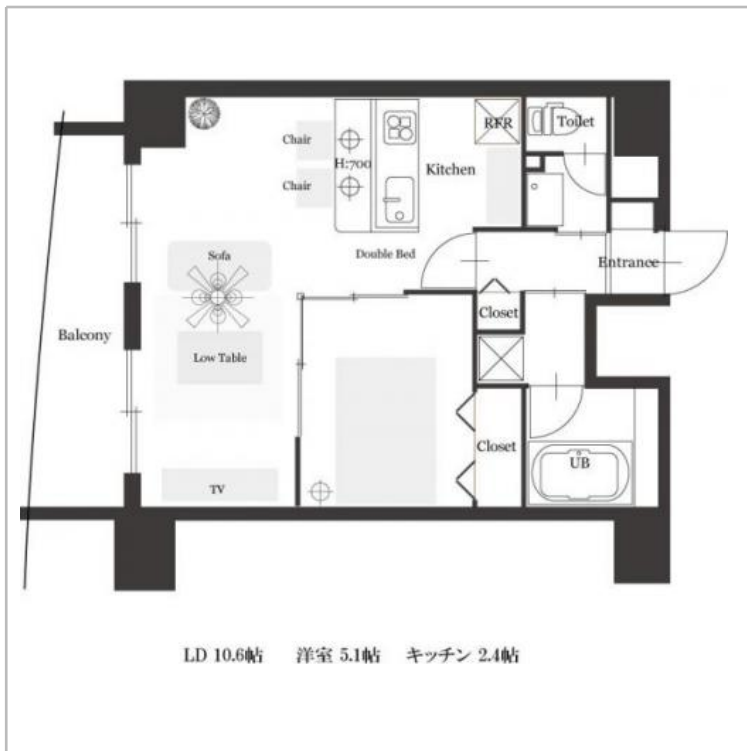 Chair
H:700
Chair
Kitchen
RFR
Toilet
Sofa
Double Bed
Entrance
Balcony
Low Table
Closet
Closet
TV
UB
LD 10.6帖 洋室 5.1帖 キッチン 2.4帖